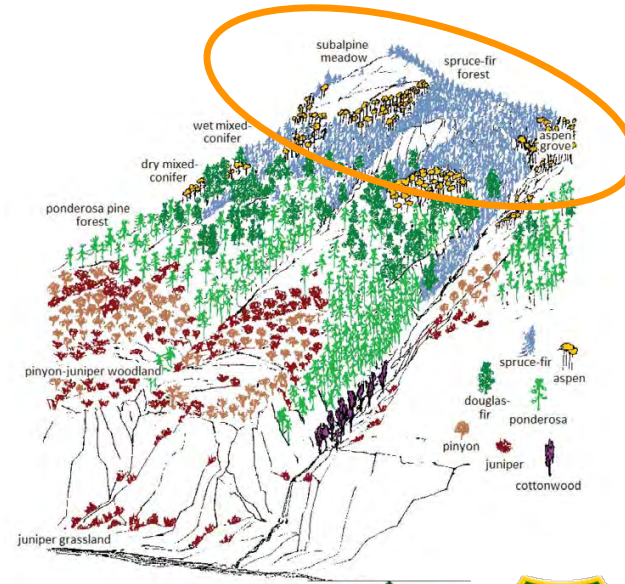 subalpine
meadow
spruce-fir
forest
wet mixed-
conifer
aspen
grove
dry mixed-
conifer
ponderosa pine
forest
pinyon-juniper woodland
juniper grassland
spruce-fir
aspen
douglas-
fir
ponderosa
pinyon
juniper
cottonwood